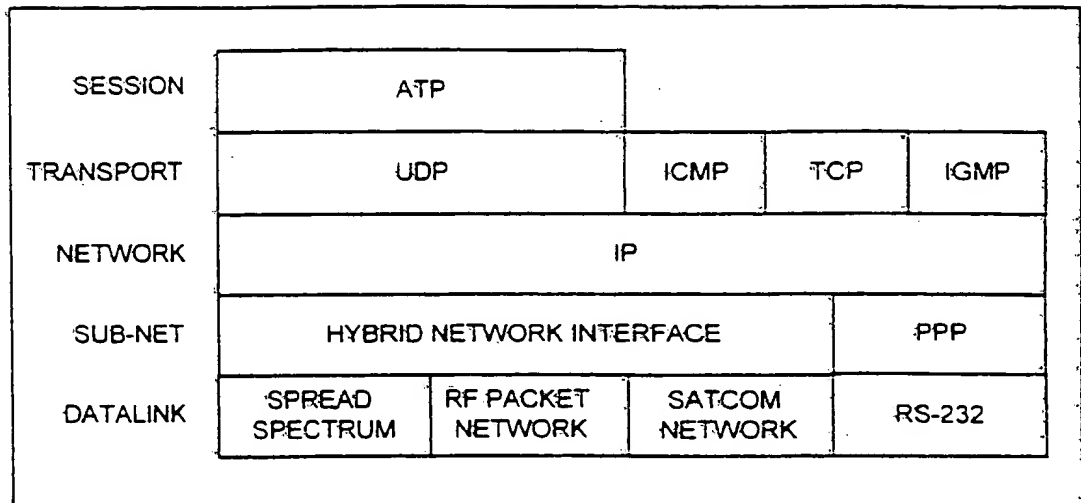 SESSION ATP
TRANSPORT UDP ICMP TCP IGMP
NETWORK IP
SUB-NET HYBRID NETWORK INTERFACE PPP
DATALINK SPREAD SPECTRUM RF PACKET NETWORK SATCOM NETWORK RS-232